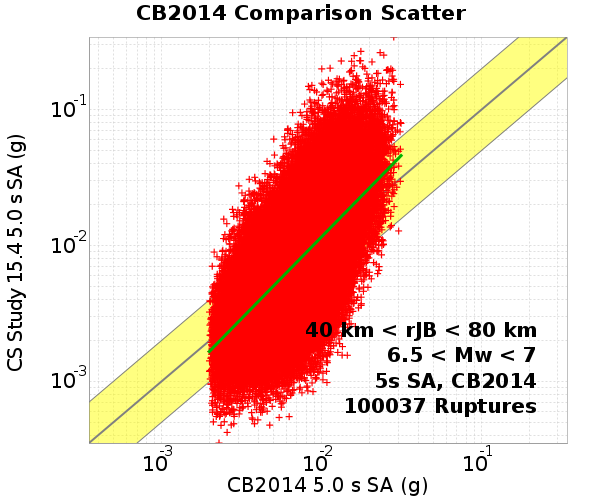 CB2014 Comparison Scatter
CS Study 15.4 5.0 s SA (g)
10-1
10-2
10-3
40 km < rJB < 80 km
6.5 < Mw < 7
5s SA, CB2014
100037 Ruptures
10-3 10-2 10-1
CB2014 5.0 s SA (g)